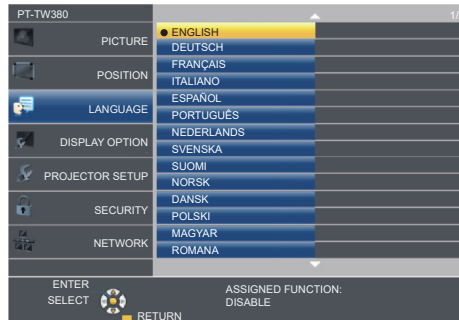 PT-TW380
1/
PICTURE
POSITION
LANGUAGE
DISPLAY OPTION
PROJECTOR SETUP
SECURITY
NETWORK
ENGLISH
DEUTSCH
FRANÇAIS
ITALIANO
ESPAÑOL
PORTUGUÊS
NEDERLANDS
SVENSKA
SUOMI
NORSK
DANSK
POLSKI
MAGYAR
ROMANA
ENTER
SELECT
RETURN
ASSIGNED FUNCTION:
DISABLE